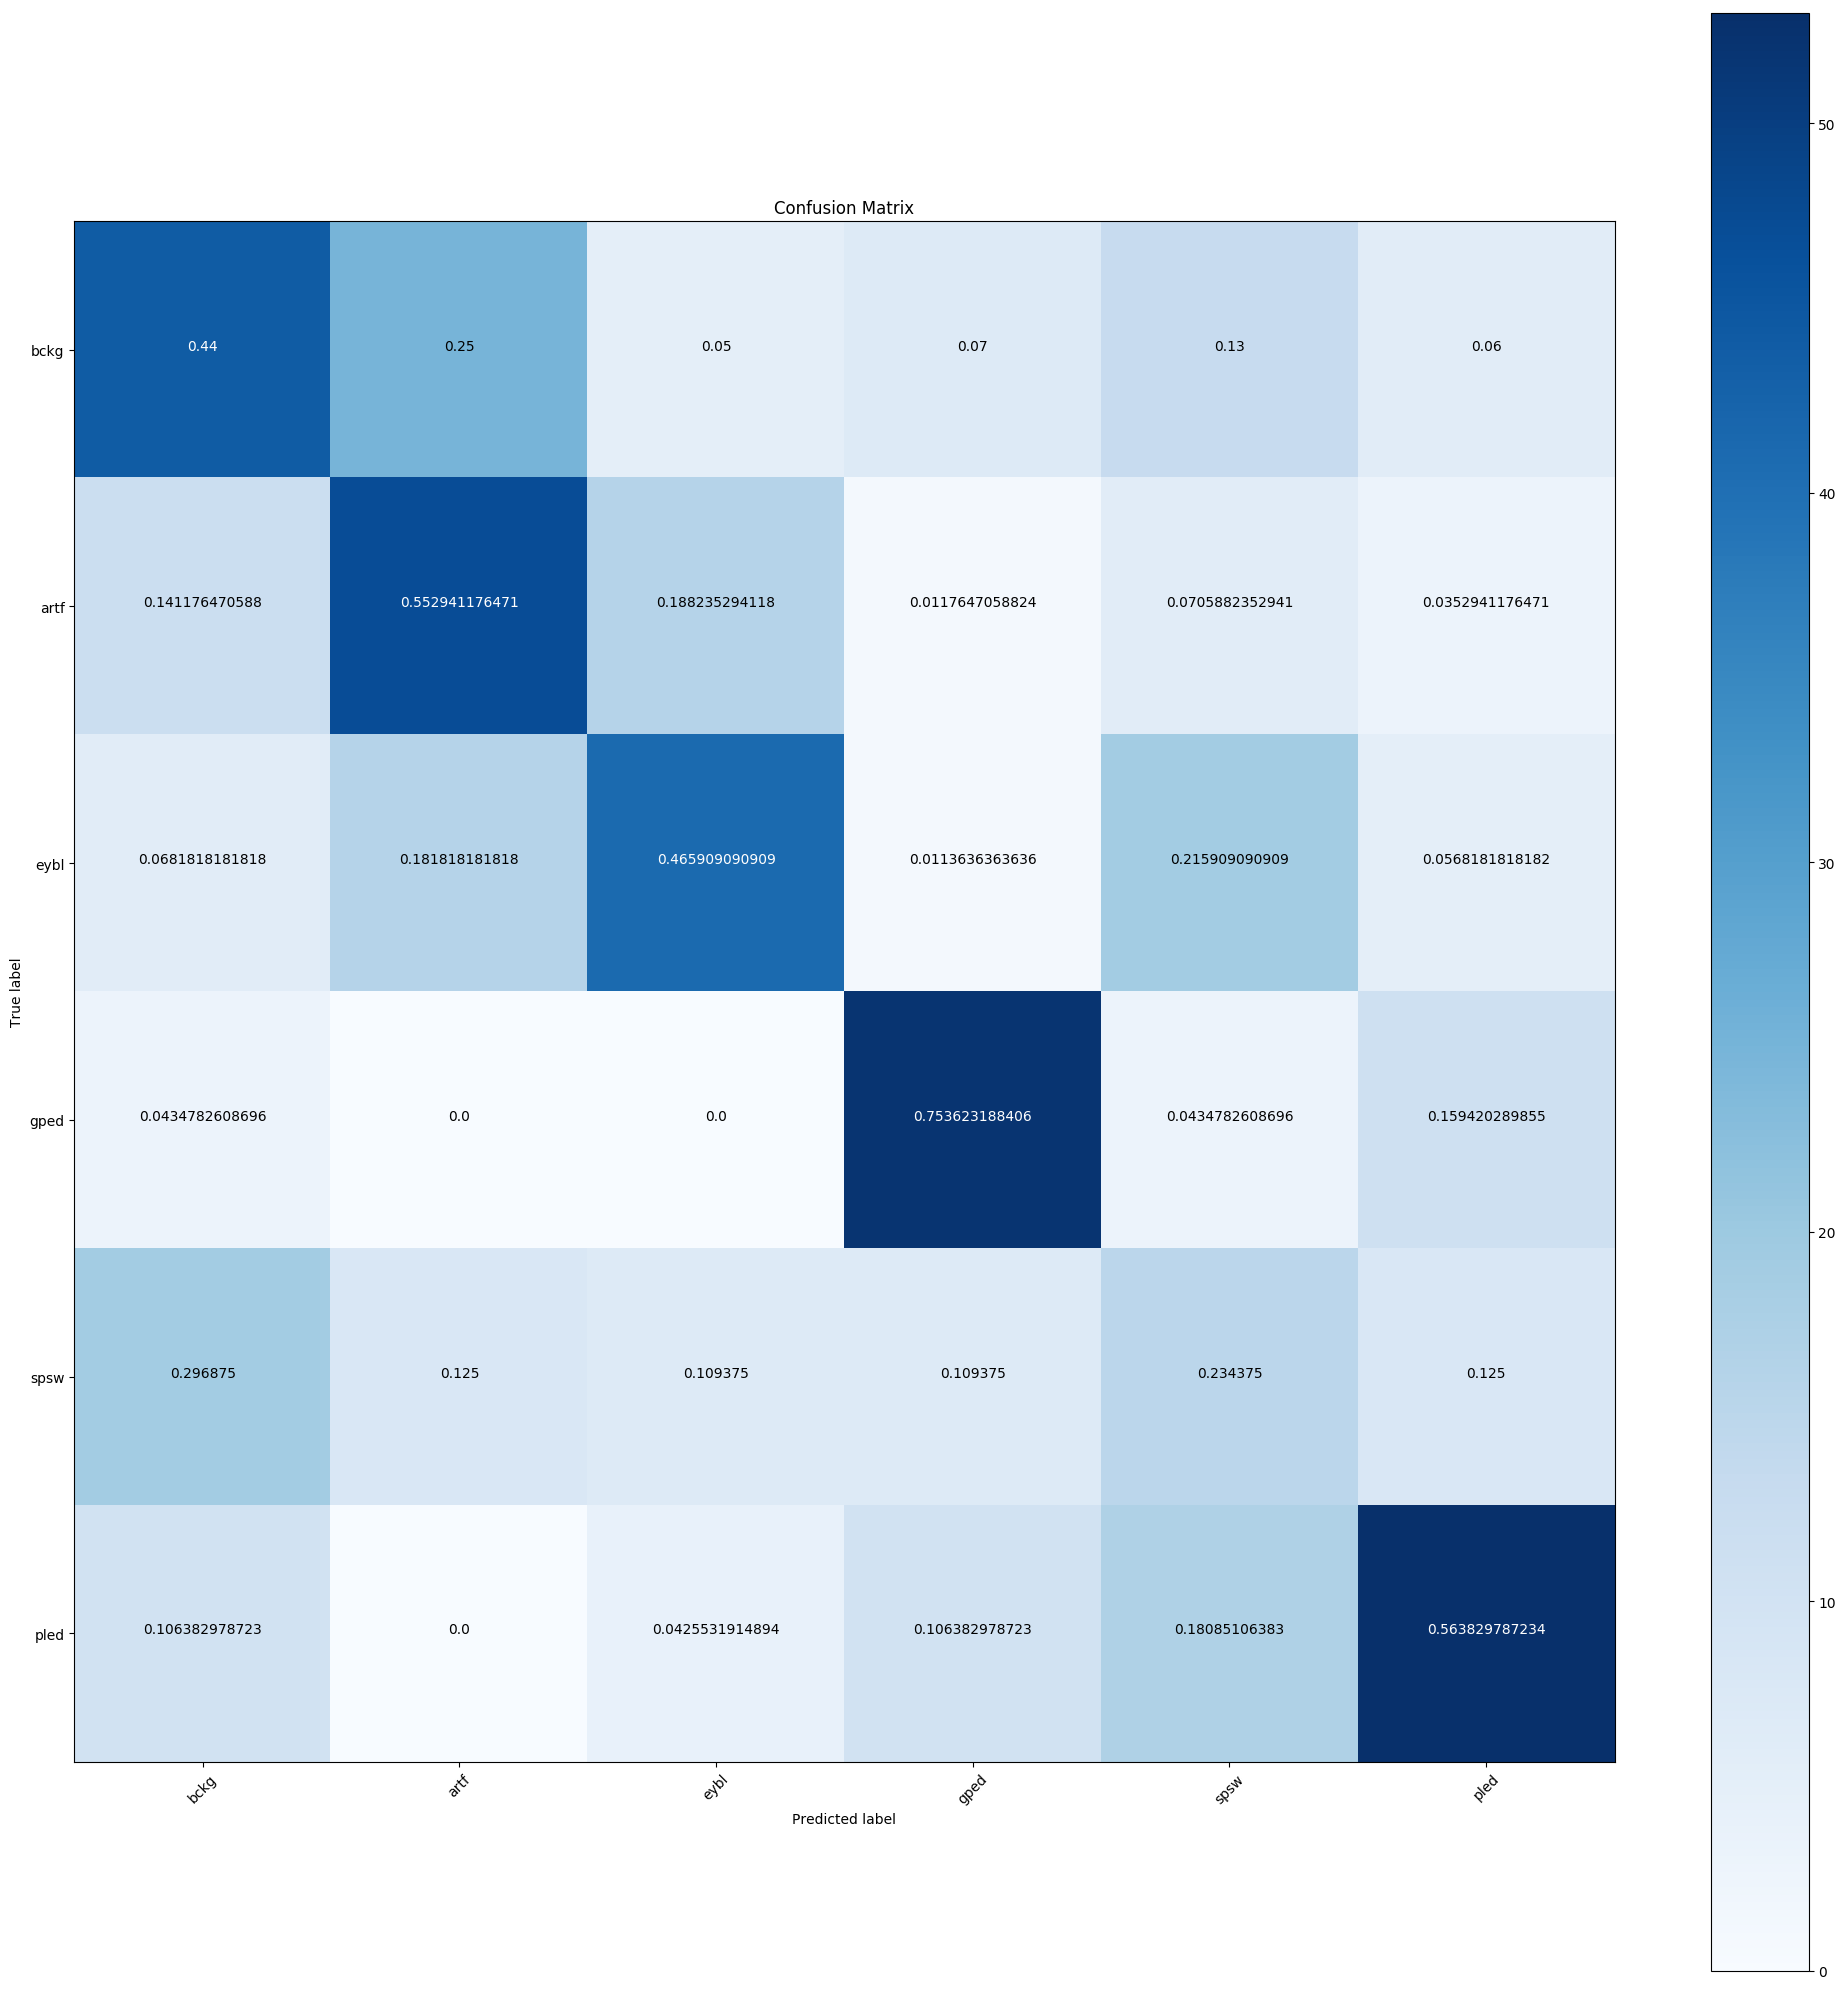 Confusion Matrix
bckg 0.44 0.25 0.05 0.07 0.13 0.06
artf 0.141176470588 0.552941176471 0.188235294118 0.0117647058824 0.0705882352941 0.0352941176471
eybl 0.0681818181818 0.181818181818 0.465909090909 0.0113636363636 0.215909090909 0.0568181818182
True label
gped 0.0434782608696 0.0 0.0 0.753623188406 0.0434782608696 0.159420289855
spsw 0.296875 0.125 0.109375 0.109375 0.234375 0.125
pled 0.106382978723 0.0 0.0425531914894 0.106382978723 0.18085106383 0.563829787234
bckg artf eybl gped spsw pled
Predicted label
50
40
30
20
10
0